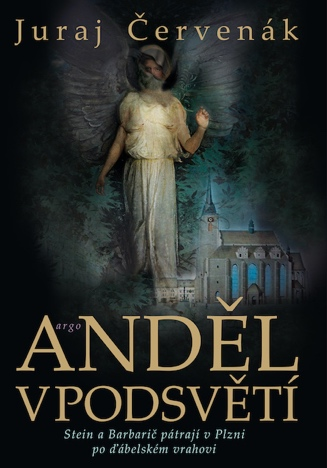 Juraj Červenák
argo
ANDĚL
V PODSVĚTÍ
Stein a Barbarič pátrají v Plzni
po ďábelském vrahovi